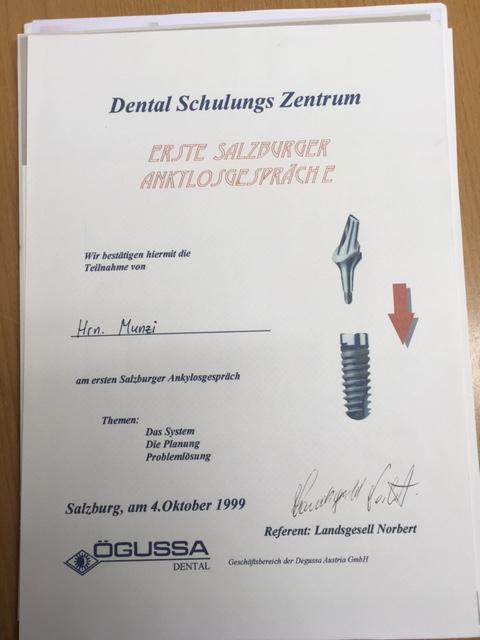 Dental Schulungs Zentrum
ERSTE SALZBURGER
ANKYLOSGESPRÄCHE
Wir bestätigen hiermit die
Teilnahme von
Hrn. Munzi
am ersten Salzburger Ankylosgespräch
Themen:
Das System
Die Planung
Problemlösung
Salzburg, am 4.Oktober 1999
Referent: Landsgesell Norbert
ÖGUSSA
DENTAL
Geschäftsbereich der Degussa Austria GmbH